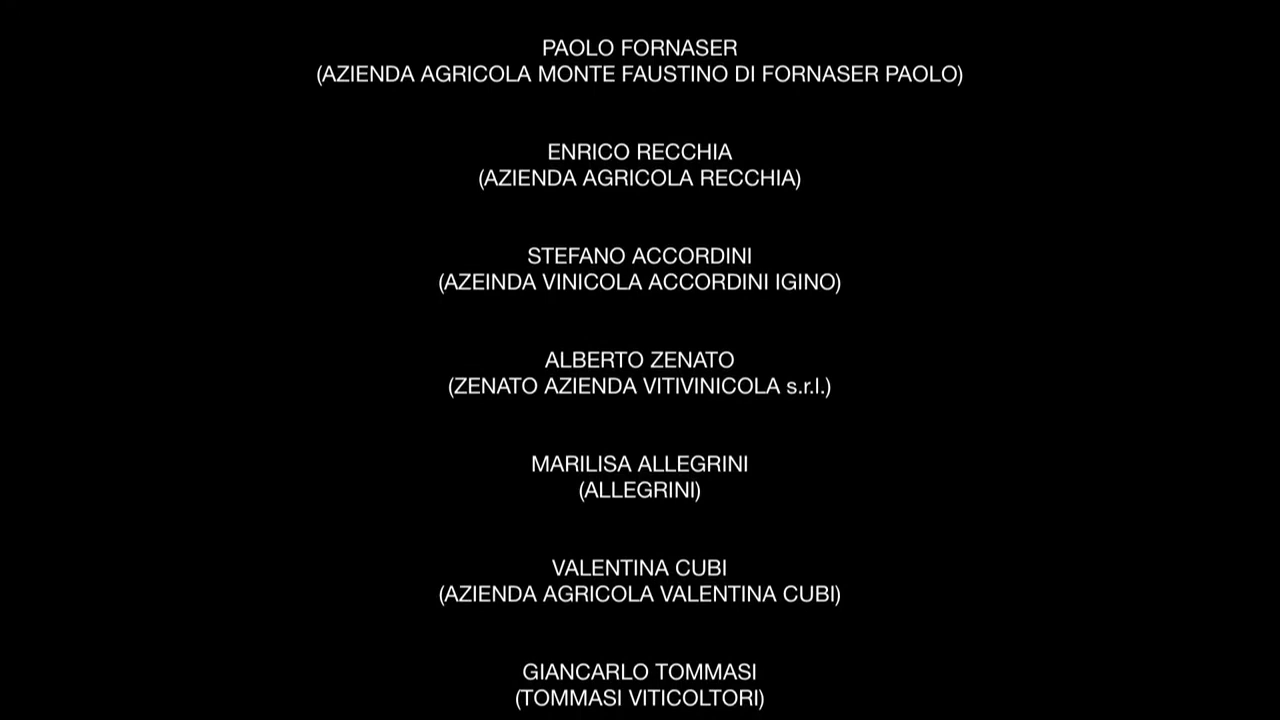 PAOLO FORNASER
(AZIENDA AGRICOLA MONTE FAUSTINO DI FORNASER PAOLO)
ENRICO RECCHIA
(AZIENDA AGRICOLA RECCHIA)
STEFANO ACCORDINI
(AZEINDA VINICOLA ACCORDINI IGINO)
ALBERTO ZENATO
(ZENATO AZIENDA VITIVINICOLA s.r.l.)
MARILISA ALLEGRINI
(ALLEGRINI)
VALENTINA CUBI
(AZIENDA AGRICOLA VALENTINA CUBI)
GIANCARLO TOMMASI
(TOMMASI VITICOLTORI)